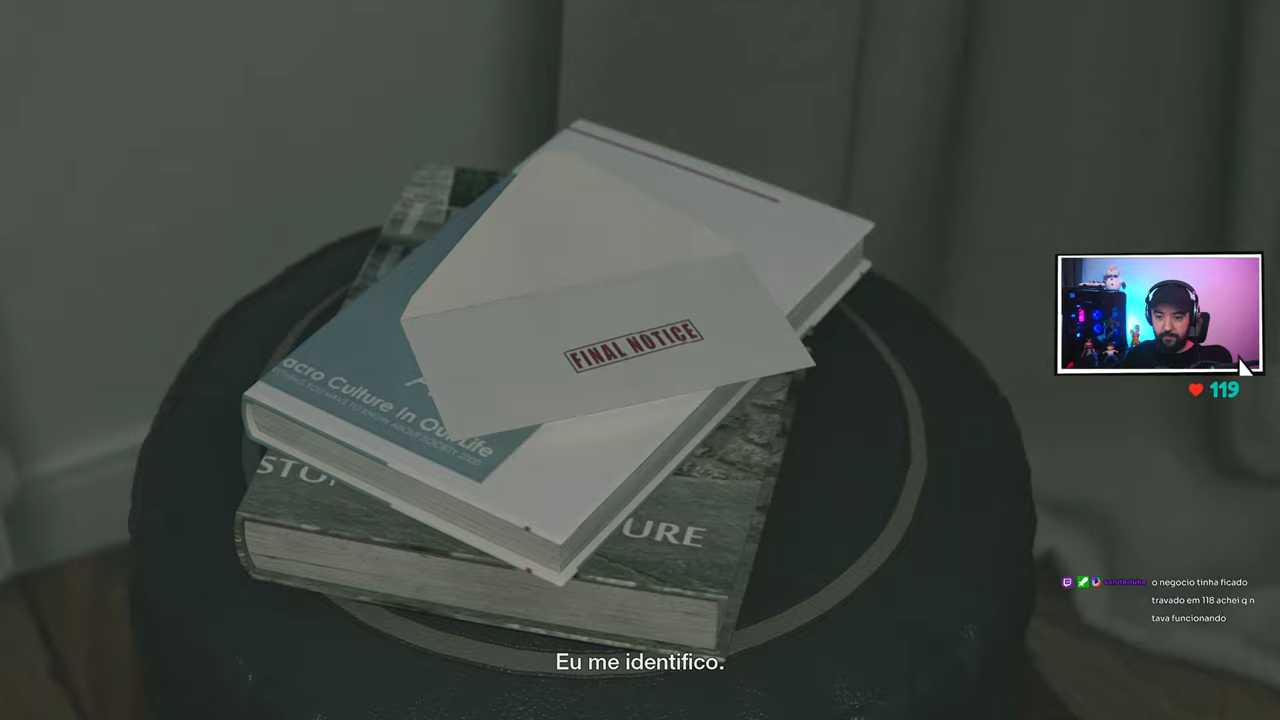 FINAL NOTICE
acro Culture In Our Life
URE
119
sandeziuke o negocio tinha ficado
travado em 118 achei q n
tava funcionando
Eu me identifico.